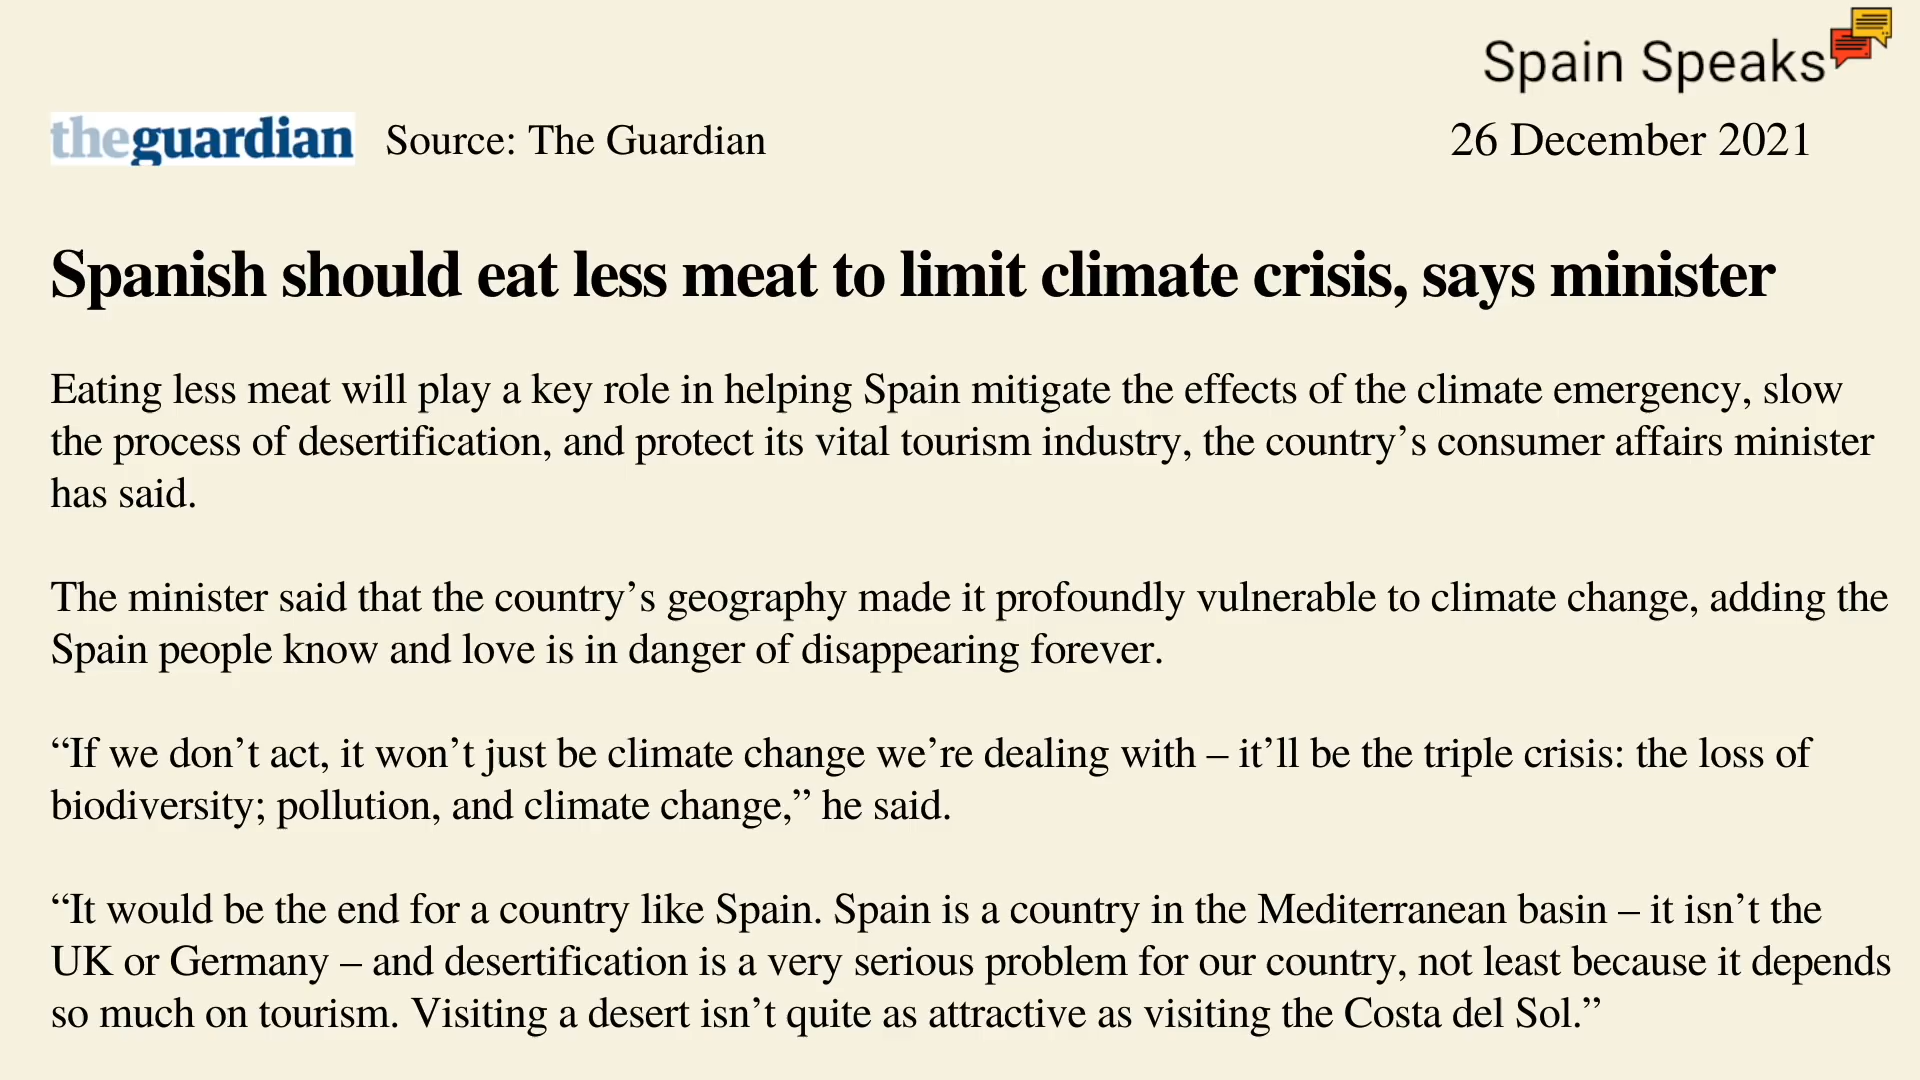 Spain Speaks
theguardian Source: The Guardian 26 December 2021
Spanish should eat less meat to limit climate crisis, says minister
Eating less meat will play a key role in helping Spain mitigate the effects of the climate emergency, slow
the process of desertification, and protect its vital tourism industry, the country’s consumer affairs minister
has said.
The minister said that the country’s geography made it profoundly vulnerable to climate change, adding the
Spain people know and love is in danger of disappearing forever.
“If we don’t act, it won’t just be climate change we’re dealing with – it’ll be the triple crisis: the loss of
biodiversity; pollution, and climate change,” he said.
“It would be the end for a country like Spain. Spain is a country in the Mediterranean basin – it isn’t the
UK or Germany – and desertification is a very serious problem for our country, not least because it depends
so much on tourism. Visiting a desert isn’t quite as attractive as visiting the Costa del Sol.”